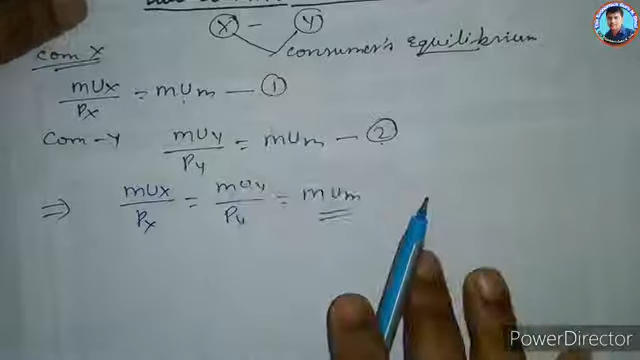 X - Y
com X
consumer's equilibrium
MUx/Px = MUm — 1
Com - Y MUy/Py = MUm — 2
⇒ MUx/Px = MUy/Py = MUm
PowerDirector